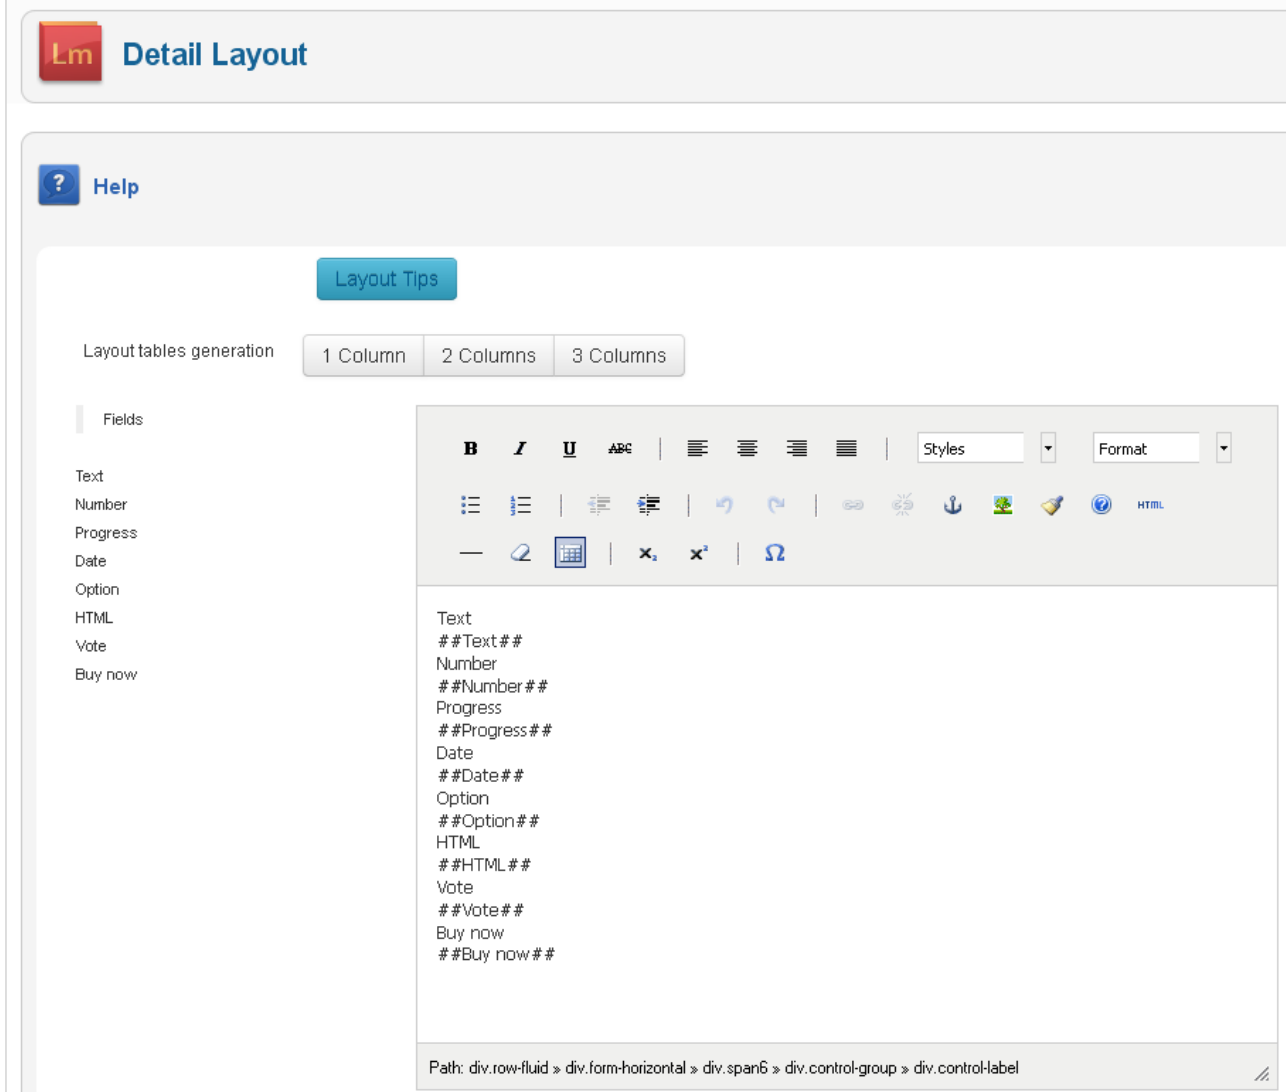 Lm Detail Layout
? Help
Layout Tips
Layout tables generation 1 Column 2 Columns 3 Columns
Fields
Text
Number
Progress
Date
Option
HTML
Vote
Buy now
B I U ABC Styles Format
HTML
x₂ x² Ω
Text
##Text##
Number
##Number##
Progress
##Progress##
Date
##Date##
Option
##Option##
HTML
##HTML##
Vote
##Vote##
Buy now
##Buy now##
Path: div.row-fluid » div.form-horizontal » div.span6 » div.control-group » div.control-label